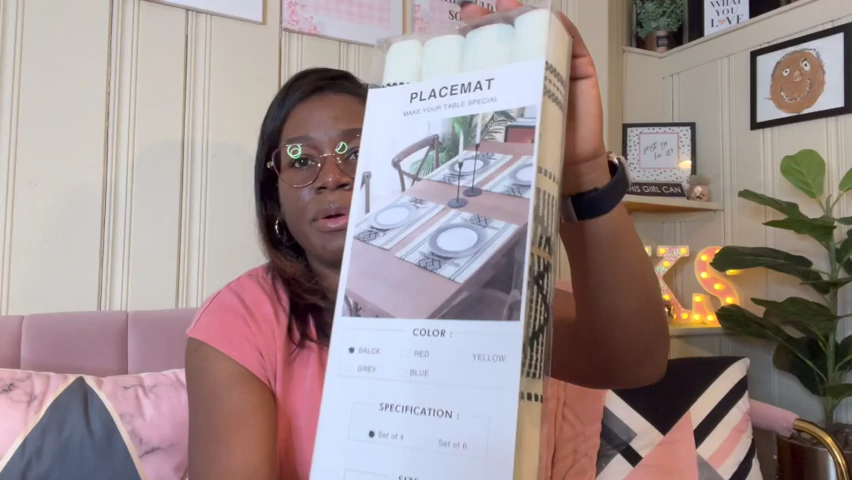 WHAT
YOU
LOVE
PLACEMAT
MAKE YOUR TABLE SPECIAL
THIS GIRL CAN
KS
COLOR :
BALCK
RED
YELLOW
GREY
BLUE
SPECIFICATION :
Set of 4
Set of 6